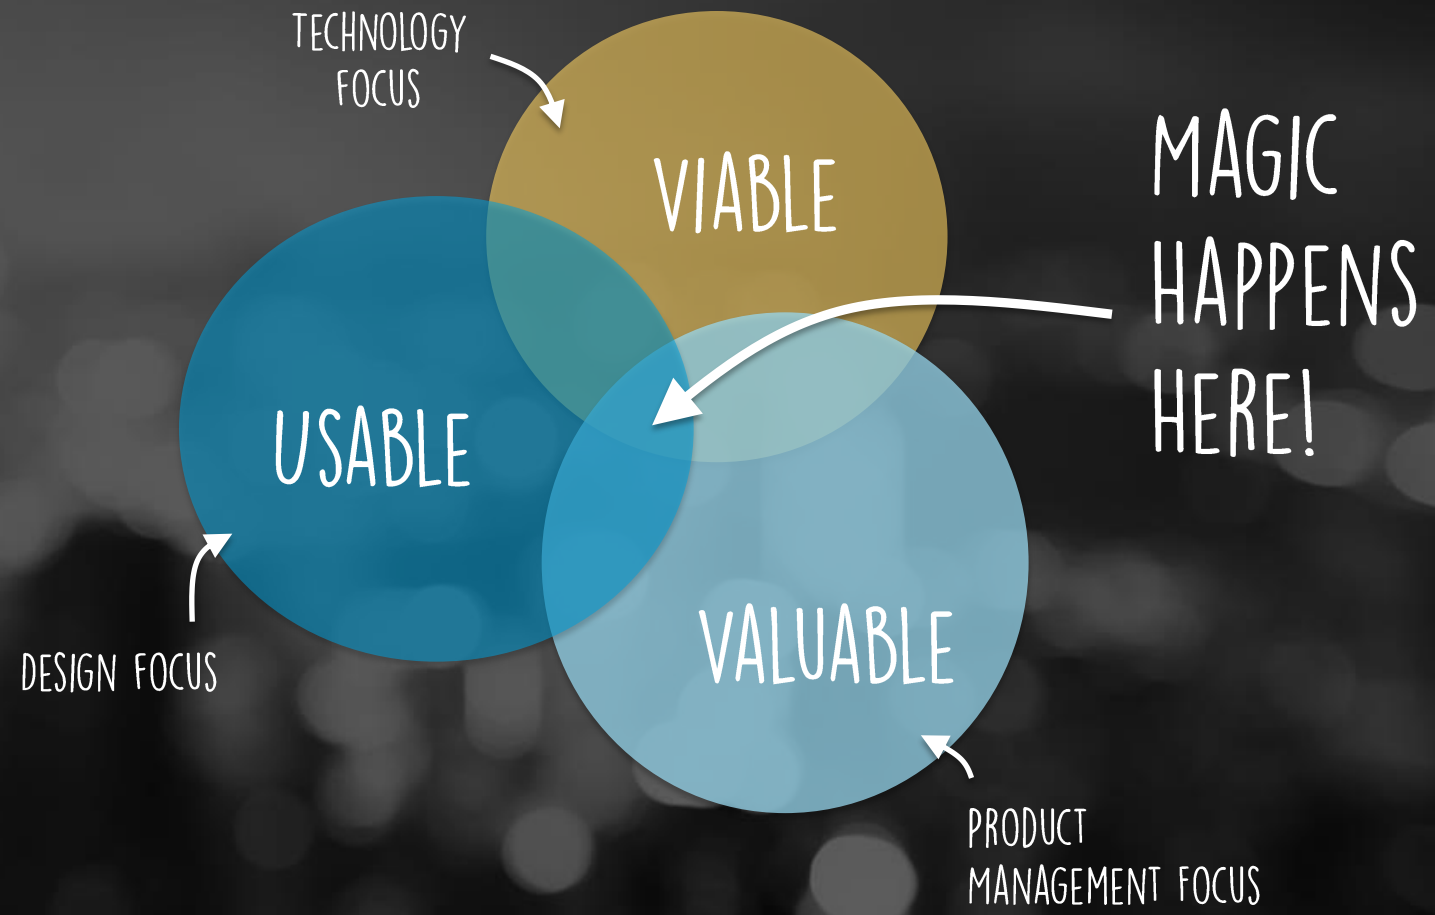 TECHNOLOGY
FOCUS
VIABLE
MAGIC
HAPPENS
HERE!
USABLE
DESIGN FOCUS
VALUABLE
PRODUCT
MANAGEMENT FOCUS